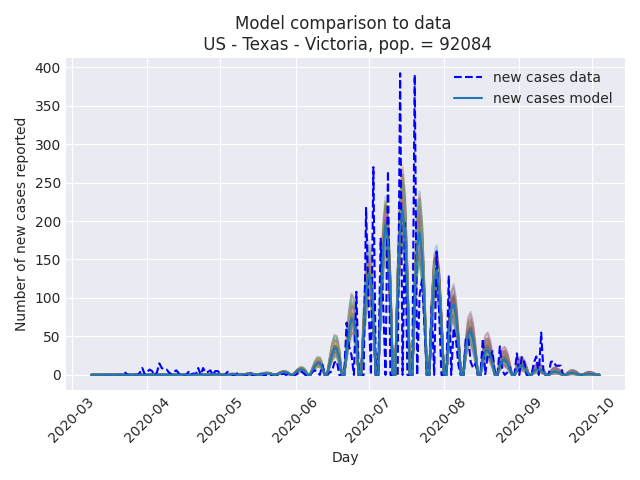 Model comparison to data
US - Texas - Victoria, pop. = 92084
Number of new cases reported
400
350
300
250
200
150
100
50
0
new cases data
new cases model
2020-03
2020-04
2020-05
2020-06
2020-07
2020-08
2020-09
2020-10
Day